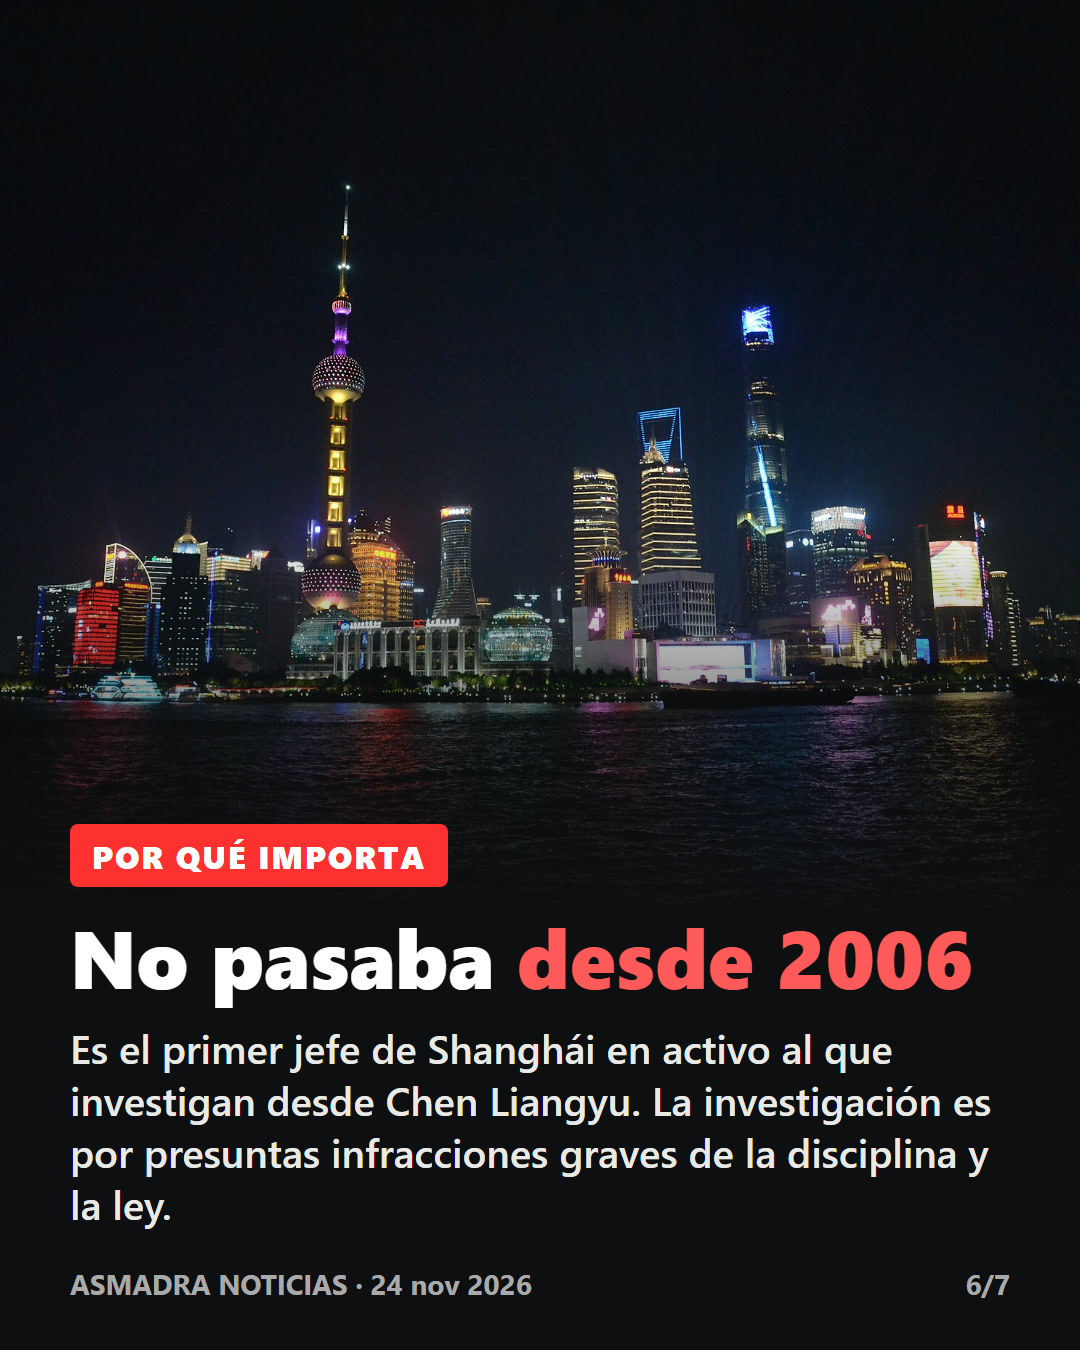 POR QUÉ IMPORTA
No pasaba desde 2006
Es el primer jefe de Shanghái en activo al que
investigan desde Chen Liangyu. La investigación es
por presuntas infracciones graves de la disciplina y
la ley.
ASMADRA NOTICIAS · 24 nov 2026
6/7